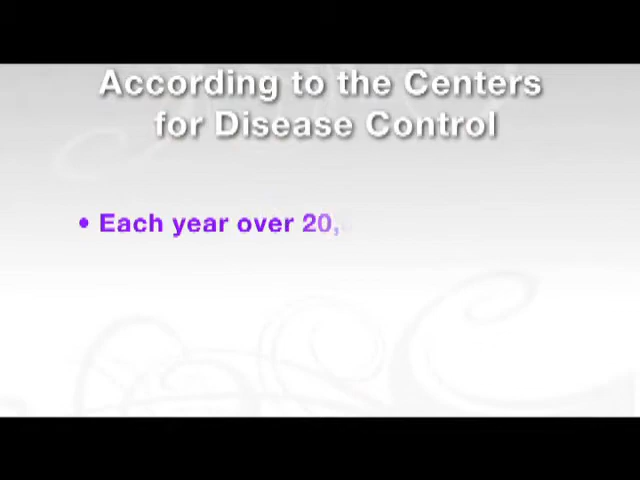 According to the Centers
for Disease Control
• Each year over 20,